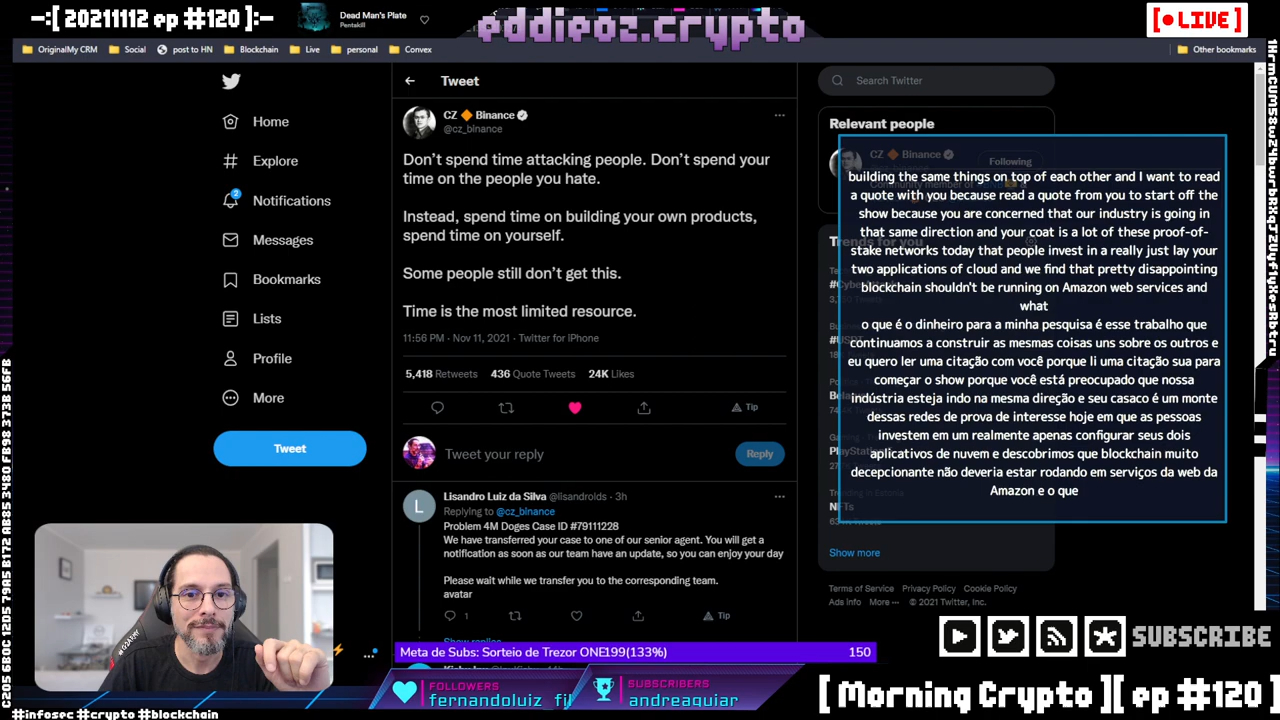 -:[ 20211112 ep #120 ]:-
Dead Man's Plate
Pentakill
eddieoz.crypto
[● LIVE]
OriginalMy CRM
Social
post to HN
Blockchain
Live
personal
Convex
Other bookmarks
Home
Explore
2
Notifications
Messages
Bookmarks
Lists
Profile
More
Tweet
Tweet
CZ 🔶 Binance
@cz_binance
Don't spend time attacking people. Don't spend your
time on the people you hate.
Instead, spend time on building your own products,
spend time on yourself.
Some people still don't get this.
Time is the most limited resource.
11:56 PM · Nov 11, 2021 · Twitter for iPhone
5,418 Retweets 436 Quote Tweets 24K Likes
Tip
Tweet your reply
Reply
L
Lisandro Luiz da Silva @lisandrolds · 3h
Replying to @cz_binance
Problem 4M Doges Case ID #79111228
We have transferred your case to one of our senior agent. You will get a
notification as soon as our team have an update, so you can enjoy your day
Please wait while we transfer you to the corresponding team.
avatar
1
Tip
Show replies
Search Twitter
Relevant people
CZ 🔶 Binance
Following
@cz_binance
building the same things on top of each other and I want to read
a quote with you because read a quote from you to start off the
show because you are concerned that our industry is going in
that same direction and your coat is a lot of these proof-of-
stake networks today that people invest in a really just lay your
two applications of cloud and we find that pretty disappointing
blockchain shouldn't be running on Amazon web services and
what
o que é o dinheiro para a minha pesquisa é esse trabalho que
continuamos a construir as mesmas coisas uns sobre os outros e
eu quero ler uma citação com você porque li uma citação sua para
começar o show porque você está preocupado que nossa
indústria esteja indo na mesma direção e seu casaco é um monte
dessas redes de prova de interesse hoje em que as pessoas
investem em um realmente apenas configurar seus dois
aplicativos de nuvem e descobrimos que blockchain muito
decepcionante não deveria estar rodando em serviços da web da
Amazon e o que
Trends for you
NFTs
Show more
Terms of Service Privacy Policy Cookie Policy
Ads info More ··· © 2021 Twitter, Inc.
SUBSCRIBE
Meta de Subs: Sorteio de Trezor ONE199(133%)
150
FOLLOWERS
fernandoluiz_fil
SUBSCRIBERS
andreaquiar
[ Morning Crypto ][ ep #120 ]
#infosec #crypto #blockchain